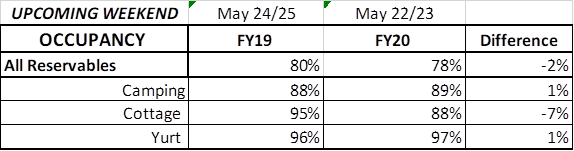 UPCOMING WEEKEND May 24/25 May 22/23
OCCUPANCY FY19 FY20 Difference
All Reservables 80% 78% -2%
Camping 88% 89% 1%
Cottage 95% 88% -7%
Yurt 96% 97% 1%